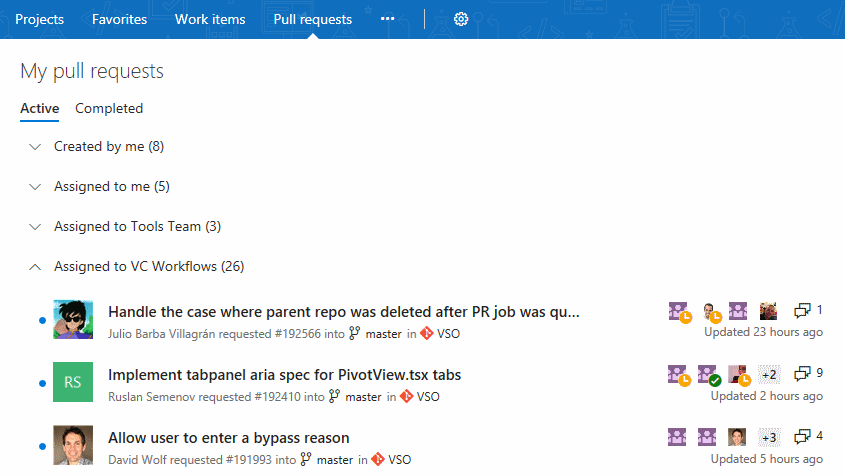 Projects Favorites Work items Pull requests ···
My pull requests
Active Completed
Created by me (8)
Assigned to me (5)
Assigned to Tools Team (3)
Assigned to VC Workflows (26)
Handle the case where parent repo was deleted after PR job was qu... 1
Julio Barba Villagrán requested #192566 into master in VSO Updated 23 hours ago
RS Implement tabpanel aria spec for PivotView.tsx tabs +2 9
Ruslan Semenov requested #192410 into master in VSO Updated 2 hours ago
Allow user to enter a bypass reason +3 4
David Wolf requested #191993 into master in VSO Updated 5 hours ago